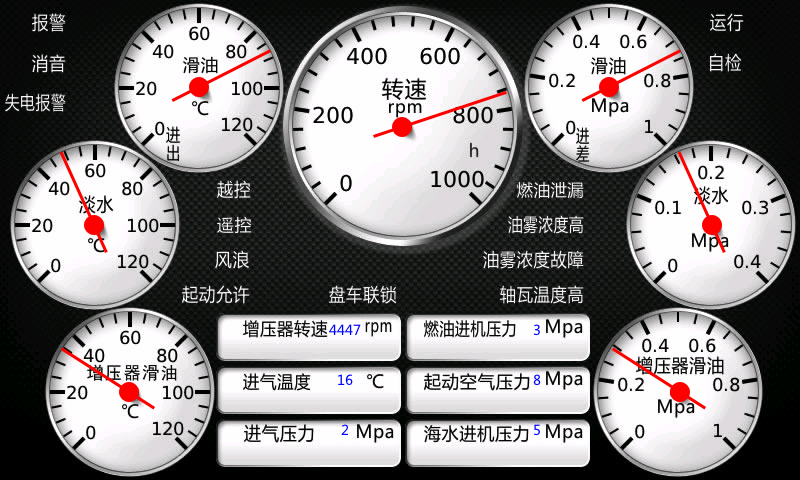 报警
消音
失电报警
0
20
40
60
80
100
120
滑油
℃
进
出
0
200
400
600
800
1000
转速
rpm
h
0
0.2
0.4
0.6
0.8
1
滑油
Mpa
进
差
运行
自检
0
20
40
60
80
100
120
淡水
℃
越控
遥控
风浪
起动允许
盘车联锁
燃油泄漏
油雾浓度高
油雾浓度故障
轴瓦温度高
0
0.1
0.2
0.3
0.4
淡水
Mpa
0
20
40
60
80
100
120
增压器滑油
℃
增压器转速 4447 rpm
进气温度 16 ℃
进气压力 2 Mpa
燃油进机压力 3 Mpa
起动空气压力 8 Mpa
海水进机压力 5 Mpa
0
0.2
0.4
0.6
0.8
1
增压器滑油
Mpa